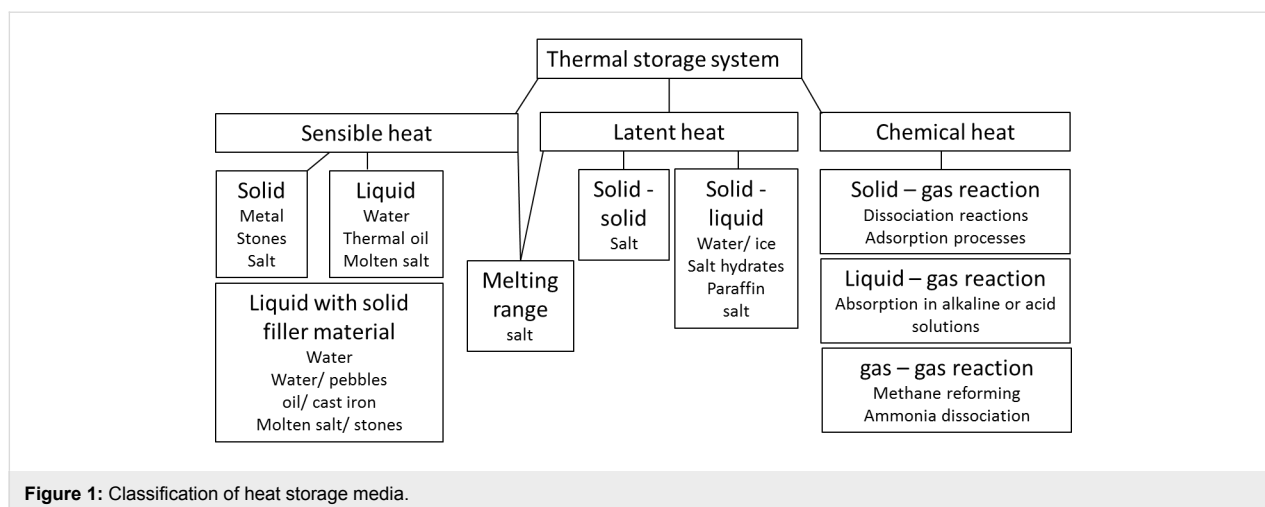 Thermal storage system
Sensible heat
Latent heat
Chemical heat
Solid
Metal
Stones
Salt
Liquid
Water
Thermal oil
Molten salt
Liquid with solid
filler material
Water
Water/ pebbles
oil/ cast iron
Molten salt/ stones
Melting
range
salt
Solid -
solid
Salt
Solid -
liquid
Water/ ice
Salt hydrates
Paraffin
salt
Solid – gas reaction
Dissociation reactions
Adsorption processes
Liquid – gas reaction
Absorption in alkaline or acid
solutions
gas – gas reaction
Methane reforming
Ammonia dissociation
Figure 1: Classification of heat storage media.